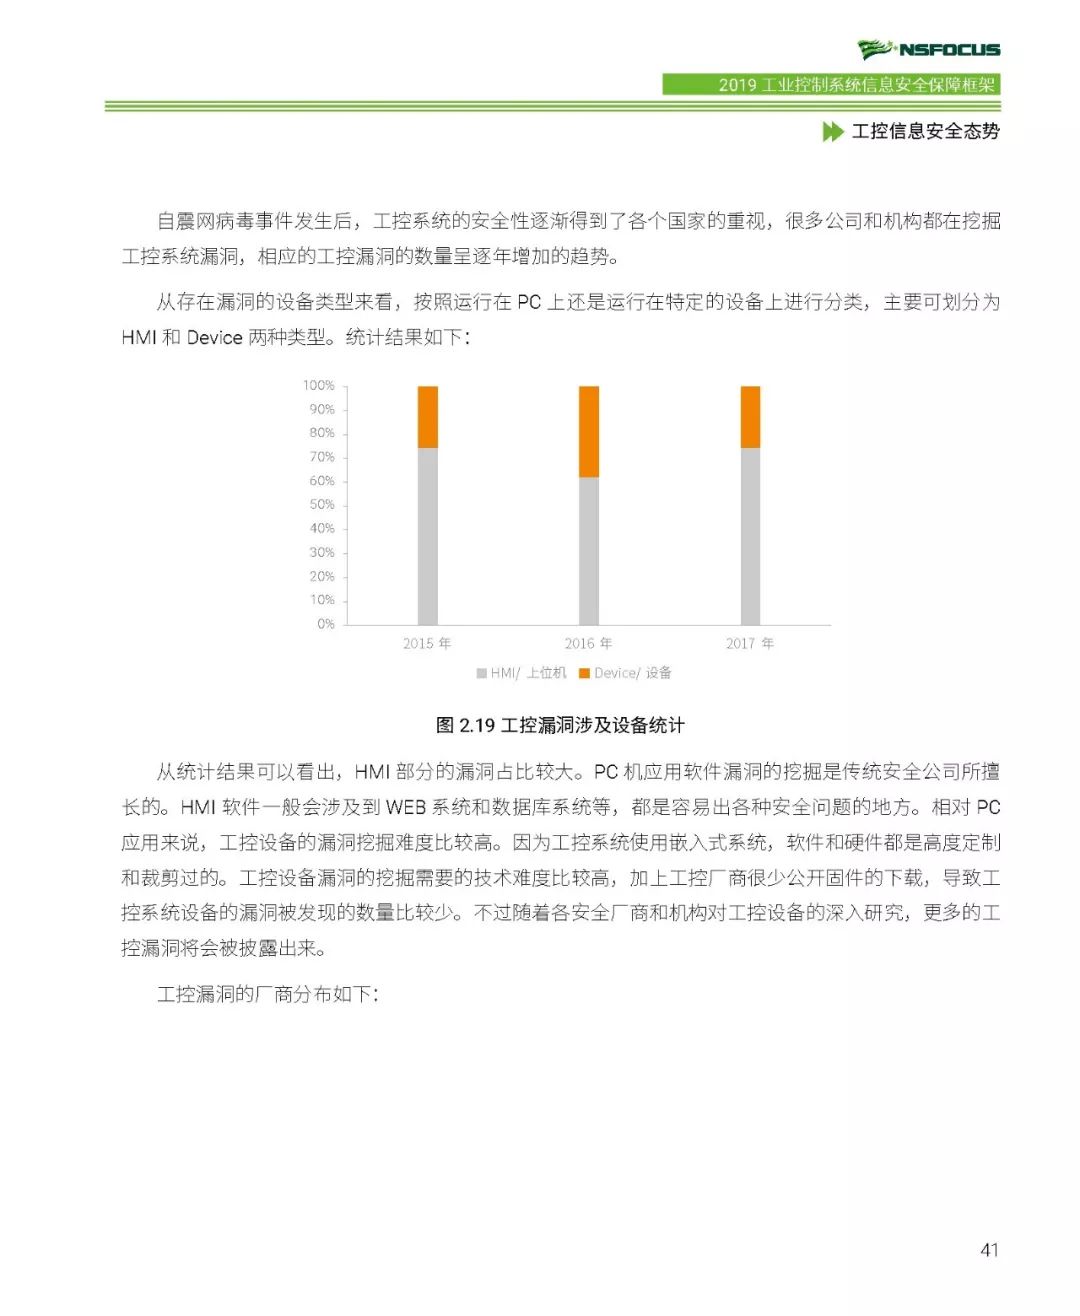 NSFOCUS
2019 工业控制系统信息安全保障框架
工控信息安全态势
自震网病毒事件发生后，工控系统的安全性逐渐得到了各个国家的重视，很多公司和机构都在挖掘
工控系统漏洞，相应的工控漏洞的数量呈逐年增加的趋势。
从存在漏洞的设备类型来看，按照运行在 PC 上还是运行在特定的设备上进行分类，主要可划分为
HMI 和 Device 两种类型。统计结果如下：
100%
90%
80%
70%
60%
50%
40%
30%
20%
10%
0%
2015 年 2016 年 2017 年
HMI/ 上位机 Device/ 设备
图 2.19 工控漏洞涉及设备统计
从统计结果可以看出，HMI 部分的漏洞占比较大。PC 机应用软件漏洞的挖掘是传统安全公司所擅
长的。HMI 软件一般会涉及到 WEB 系统和数据库系统等，都是容易出各种安全问题的地方。相对 PC
应用来说，工控设备的漏洞挖掘难度比较高。因为工控系统使用嵌入式系统，软件和硬件都是高度定制
和裁剪过的。工控设备漏洞的挖掘需要的技术难度比较高，加上工控厂商很少公开固件的下载，导致工
控系统设备的漏洞被发现的数量比较少。不过随着各安全厂商和机构对工控设备的深入研究，更多的工
控漏洞将会被披露出来。
工控漏洞的厂商分布如下：
41